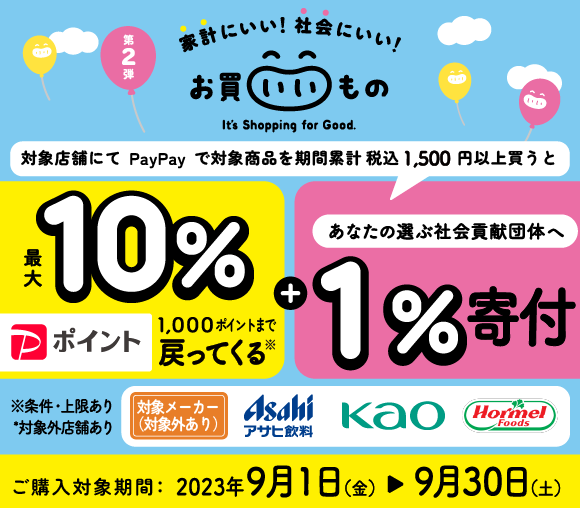 第2弾
家計にいい! 社会にいい!
お買いいもの
It's Shopping for Good.
対象店舗にて PayPay で対象商品を期間累計 税込1,500円以上買うと
最大10%
P ポイント
1,000ポイントまで
戻ってくる※
+
あなたの選ぶ社会貢献団体へ
1%寄付
※条件・上限あり
*対象外店舗あり
対象メーカー
(対象外あり)
Asahi
アサヒ飲料
Kao
Hormel
Foods
ご購入対象期間: 2023年9月1日(金)▶9月30日(土)